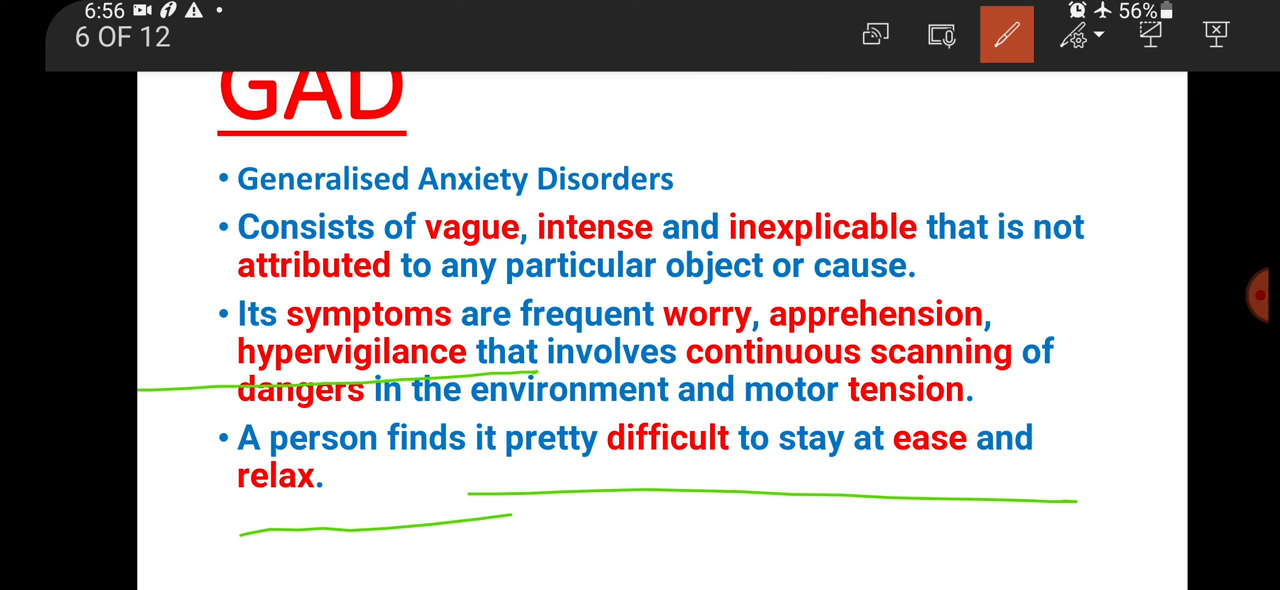 6:56
56%
6 OF 12
GAD
• Generalised Anxiety Disorders
• Consists of vague, intense and inexplicable that is not
attributed to any particular object or cause.
• Its symptoms are frequent worry, apprehension,
hypervigilance that involves continuous scanning of
dangers in the environment and motor tension.
• A person finds it pretty difficult to stay at ease and
relax.